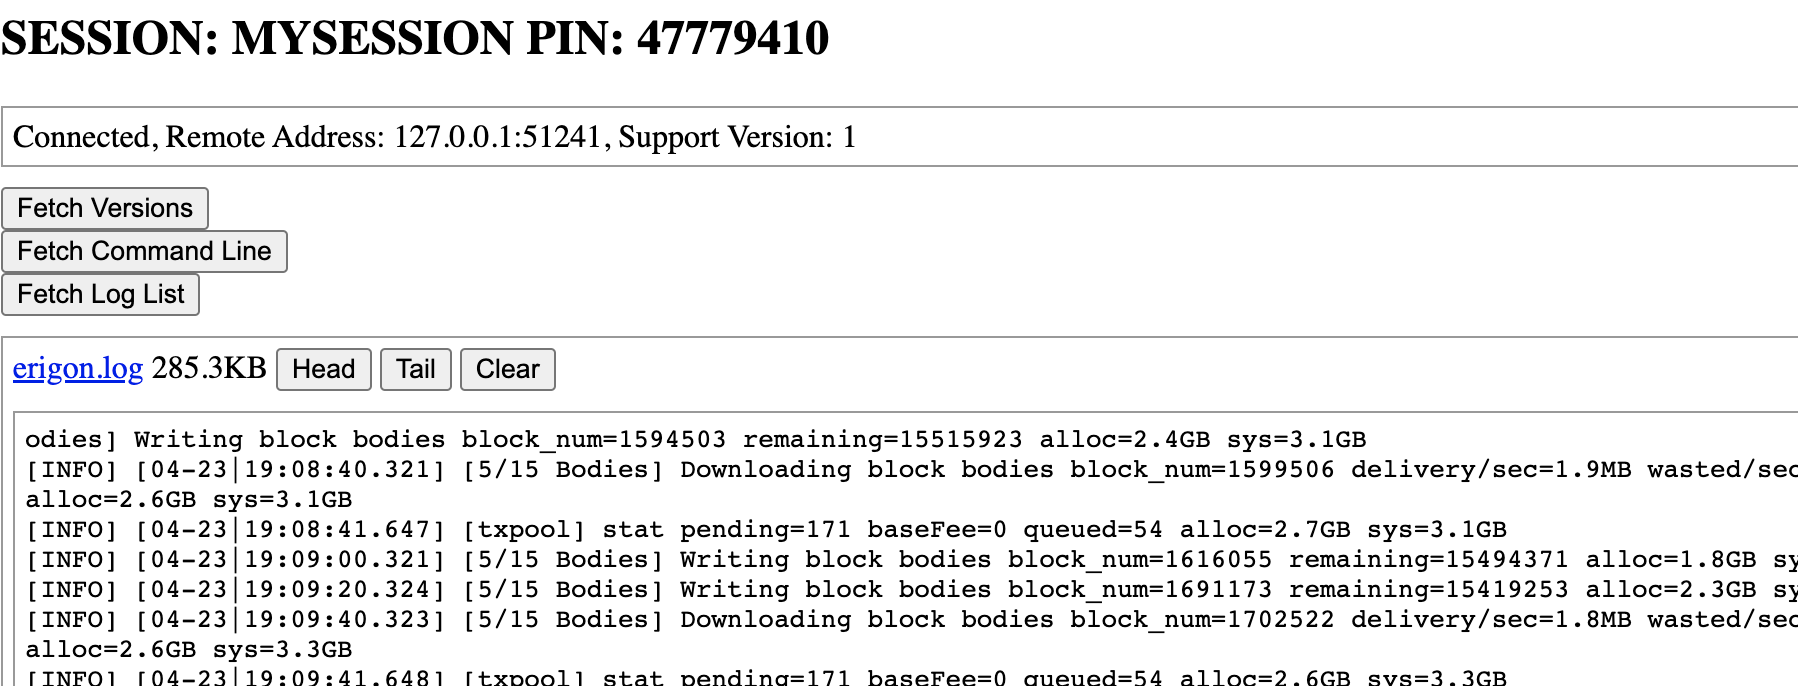 SESSION: MYSESSION PIN: 47779410
Connected, Remote Address: 127.0.0.1:51241, Support Version: 1
Fetch Versions
Fetch Command Line
Fetch Log List
erigon.log 285.3KB Head Tail Clear
odies] Writing block bodies block_num=1594503 remaining=15515923 alloc=2.4GB sys=3.1GB
[INFO] [04-23|19:08:40.321] [5/15 Bodies] Downloading block bodies block_num=1599506 delivery/sec=1.9MB wasted/sec
alloc=2.6GB sys=3.1GB
[INFO] [04-23|19:08:41.647] [txpool] stat pending=171 baseFee=0 queued=54 alloc=2.7GB sys=3.1GB
[INFO] [04-23|19:09:00.321] [5/15 Bodies] Writing block bodies block_num=1616055 remaining=15494371 alloc=1.8GB sy
[INFO] [04-23|19:09:20.324] [5/15 Bodies] Writing block bodies block_num=1691173 remaining=15419253 alloc=2.3GB sy
[INFO] [04-23|19:09:40.323] [5/15 Bodies] Downloading block bodies block_num=1702522 delivery/sec=1.8MB wasted/sec
alloc=2.6GB sys=3.3GB
[INFO] [04-23|19:09:41.648] [txpool] stat pending=171 baseFee=0 queued=54 alloc=2.6GB sys=3.3GB